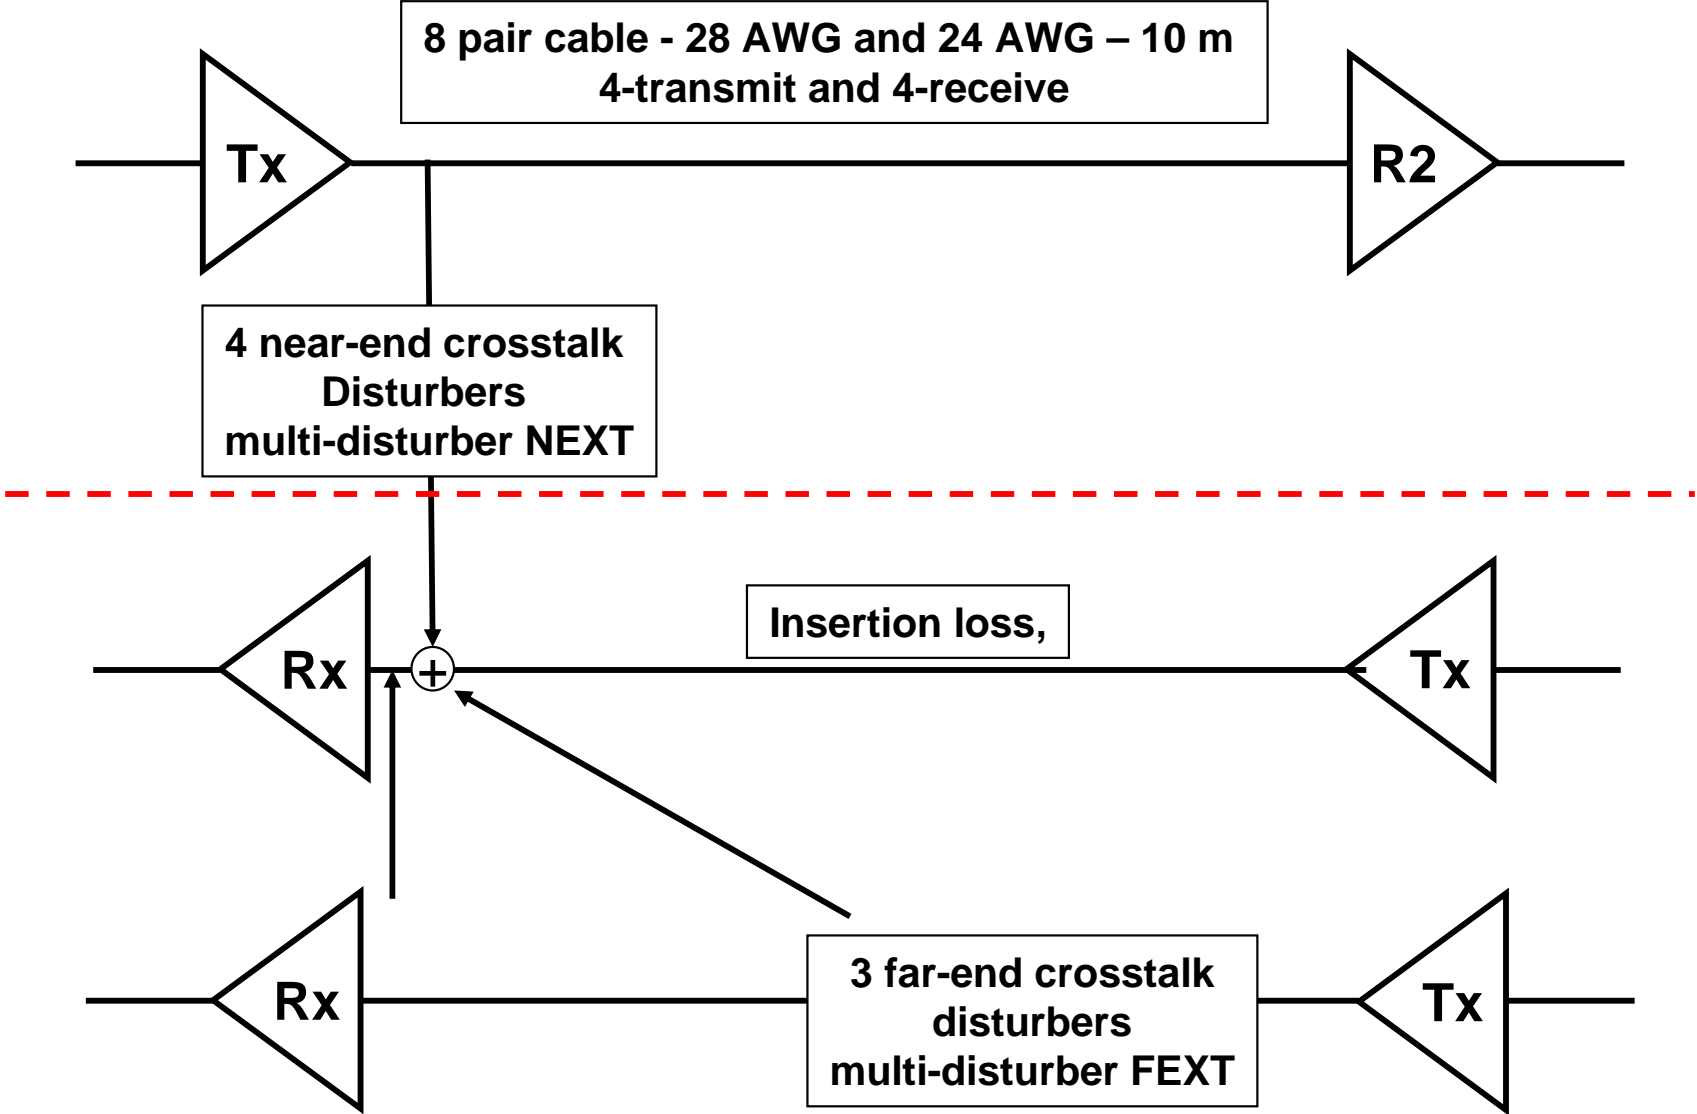 8 pair cable - 28 AWG and 24 AWG – 10 m
4-transmit and 4-receive
Tx
R2
4 near-end crosstalk
Disturbers
multi-disturber NEXT
Insertion loss,
Rx
+
Tx
3 far-end crosstalk
disturbers
multi-disturber FEXT
Rx
Tx